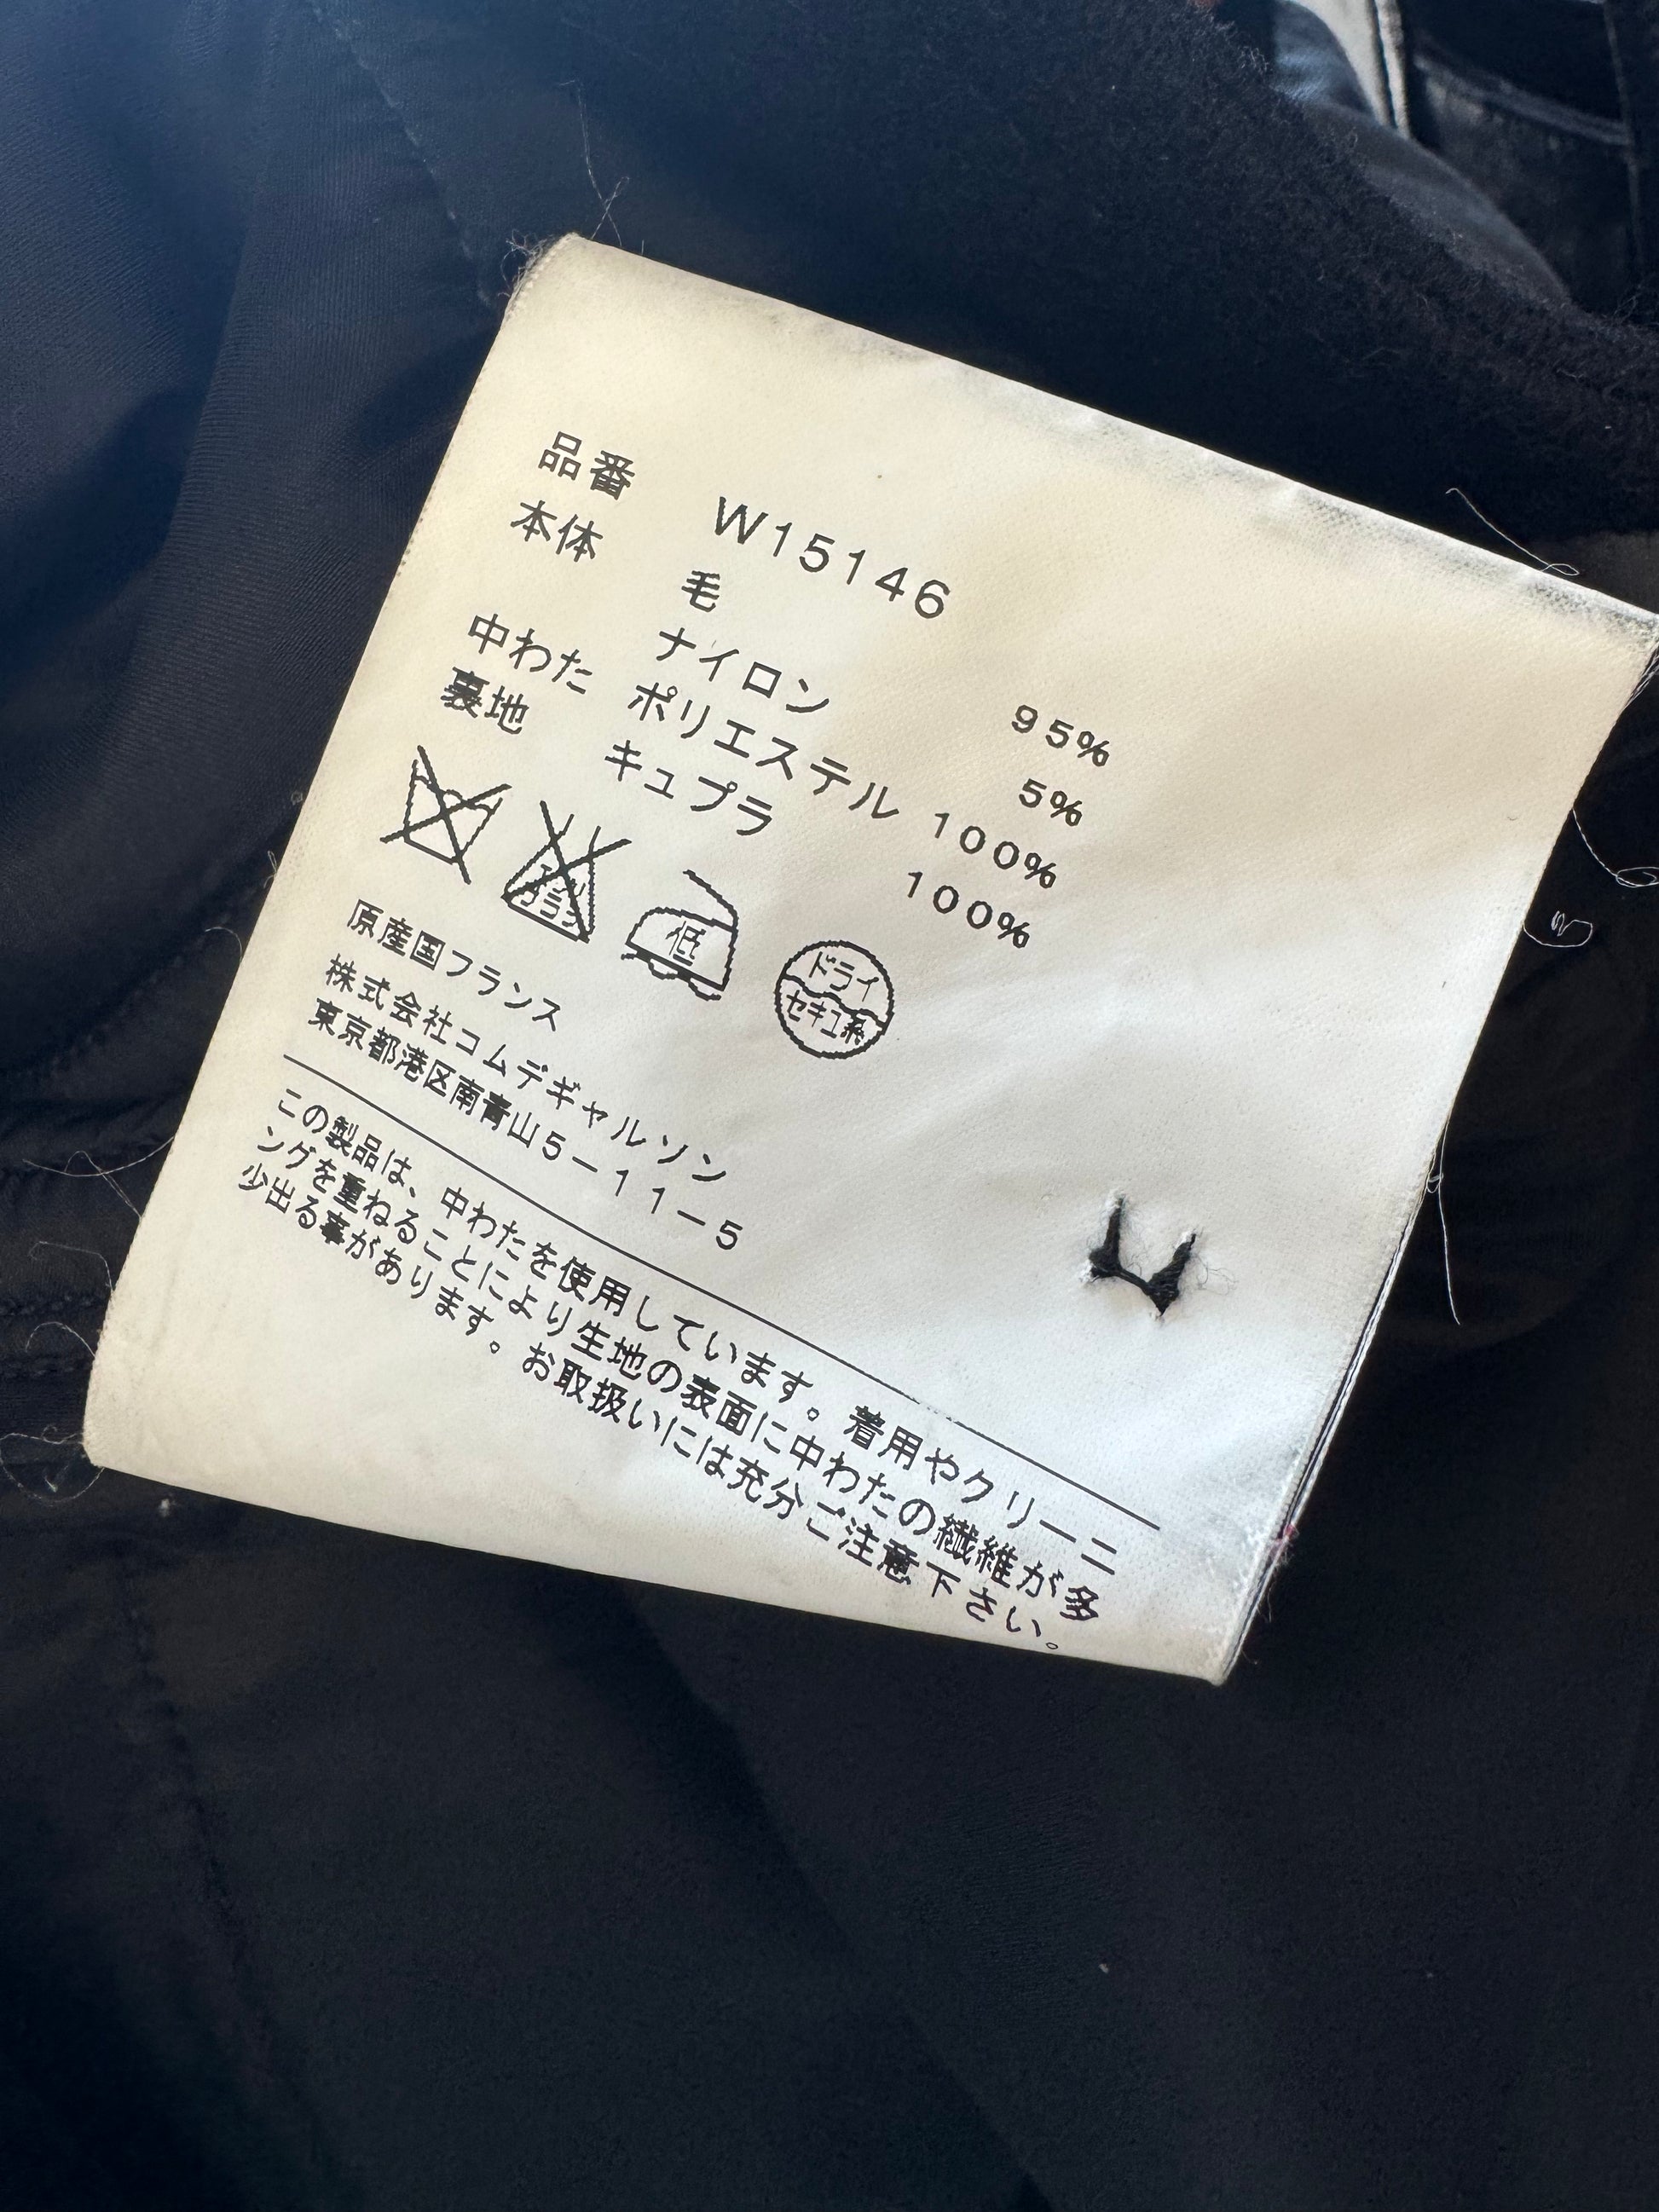 品番 W15146
本体 毛 95%
ナイロン 5%
中わた ポリエステル 100%
裏地 キュプラ 100%
エンソ サラシ
低
ドライ
セキユ系
原産国フランス
株式会社コムデギャルソン
東京都港区南青山5-11-5
この製品は、中わたを使用しています。着用やクリーニ
ングを重ねることにより生地の表面に中わたの繊維が多
少出る事があります。お取扱いには充分ご注意下さい。